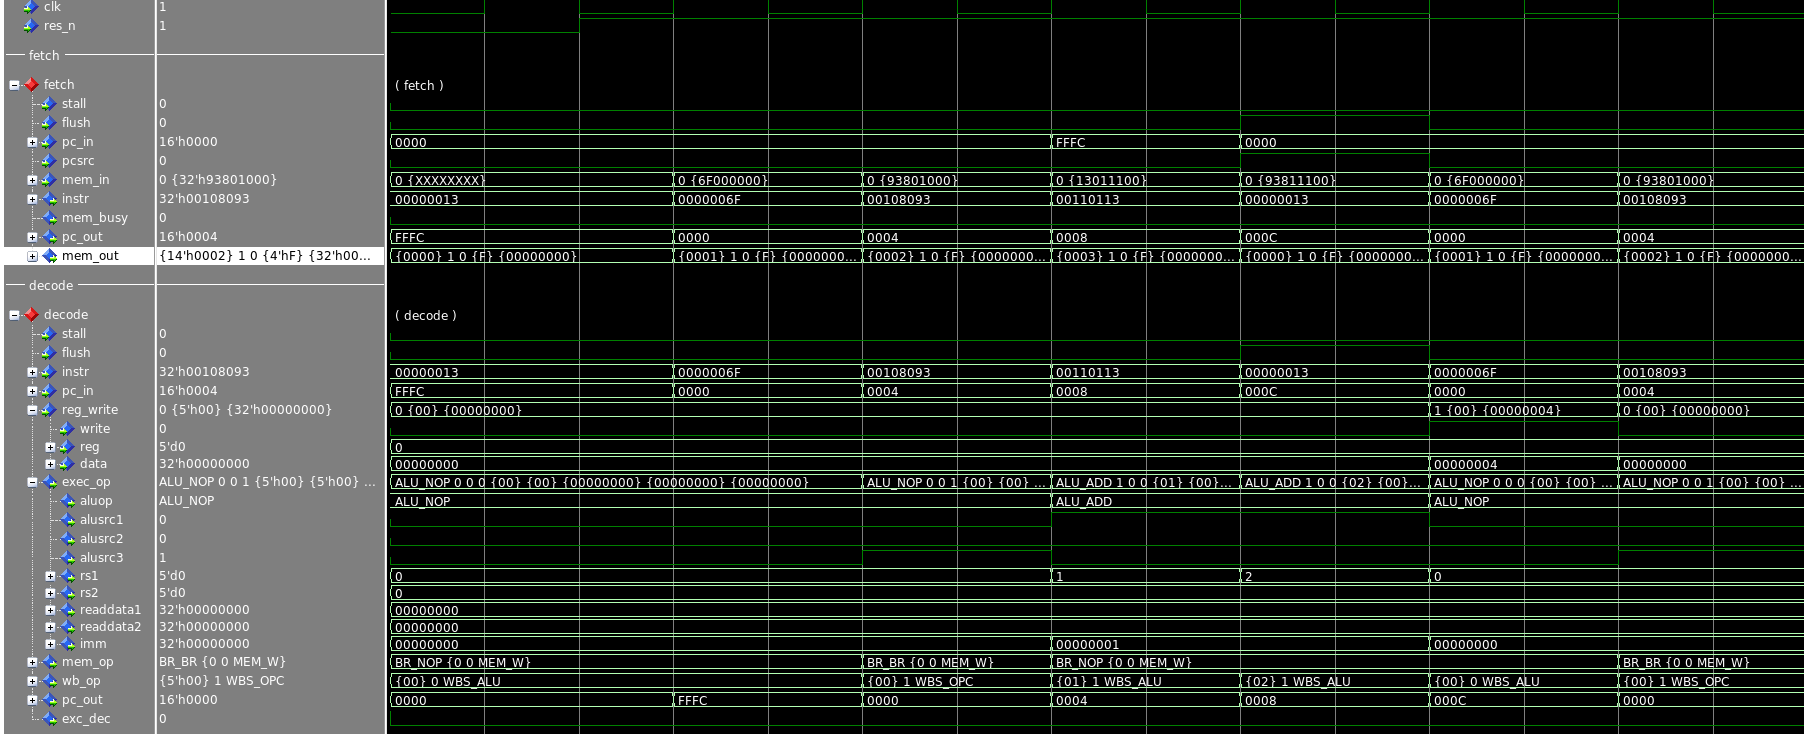 clk 1
res_n 1
fetch
fetch ( fetch )
stall 0
flush 0
pc_in 16'h0000 0000 FFFC 0000
pcsrc 0
mem_in 0 {32'h93801000} 0 {XXXXXXXX} 0 {6F000000} 0 {93801000} 0 {13011100} 0 {93811100} 0 {6F000000} 0 {93801000}
instr 32'h00108093 00000013 0000006F 00108093 00110113 00000013 0000006F 00108093
mem_busy 0
pc_out 16'h0004 FFFC 0000 0004 0008 000C 0000 0004
mem_out {14'h0002} 1 0 {4'hF} {32'h00... {0000} 1 0 {F} {00000000} {0001} 1 0 {F} {0000000... {0002} 1 0 {F} {0000000... {0003} 1 0 {F} {0000000... {0000} 1 0 {F} {0000000... {0001} 1 0 {F} {0000000... {0002} 1 0 {F} {0000000...
decode
decode ( decode )
stall 0
flush 0
instr 32'h00108093 00000013 0000006F 00108093 00110113 00000013 0000006F 00108093
pc_in 16'h0004 FFFC 0000 0004 0008 000C 0000 0004
reg_write 0 {5'h00} {32'h00000000} 0 {00} {00000000} 1 {00} {00000004} 0 {00} {00000000}
write 0
reg 5'd0 0
data 32'h00000000 00000000 00000004 00000000
exec_op ALU_NOP 0 0 1 {5'h00} {5'h00} ... ALU_NOP 0 0 0 {00} {00} {00000000} {00000000} {00000000} ALU_NOP 0 0 1 {00} {00} ... ALU_ADD 1 0 0 {01} {00}... ALU_ADD 1 0 0 {02} {00}... ALU_NOP 0 0 0 {00} {00} ... ALU_NOP 0 0 1 {00} {00} ...
aluop ALU_NOP ALU_NOP ALU_ADD ALU_NOP
alusrc1 0
alusrc2 0
alusrc3 1
rs1 5'd0 0 1 2 0
rs2 5'd0 0
readdata1 32'h00000000 00000000
readdata2 32'h00000000 00000000
imm 32'h00000000 00000000 00000001 00000000
mem_op BR_BR {0 0 MEM_W} BR_NOP {0 0 MEM_W} BR_BR {0 0 MEM_W} BR_NOP {0 0 MEM_W} BR_BR {0 0 MEM_W}
wb_op {5'h00} 1 WBS_OPC {00} 0 WBS_ALU {00} 1 WBS_OPC {01} 1 WBS_ALU {02} 1 WBS_ALU {00} 0 WBS_ALU {00} 1 WBS_OPC
pc_out 16'h0000 0000 FFFC 0000 0004 0008 000C 0000
exc_dec 0